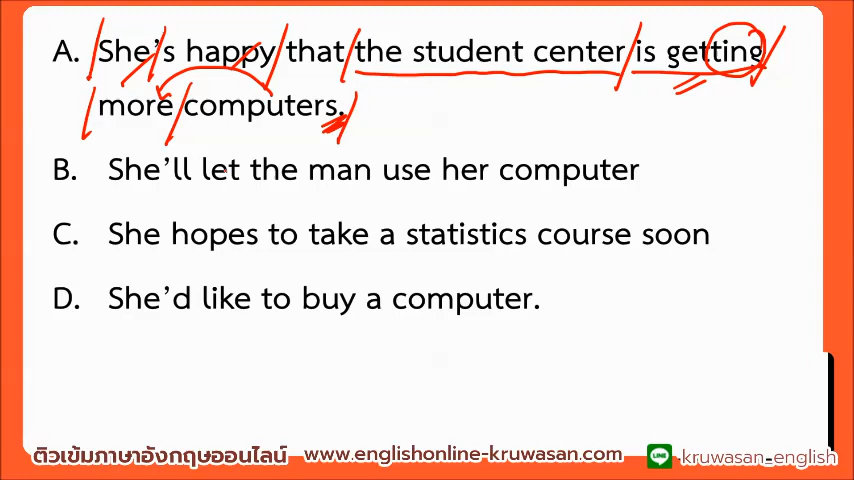 A. She's happy that the student center is getting
more computers.
B. She'll let the man use her computer
C. She hopes to take a statistics course soon
D. She'd like to buy a computer.
ติวเข้มภาษาอังกฤษออนไลน์ www.englishonline-kruwasan.com LINE kruwasan_english